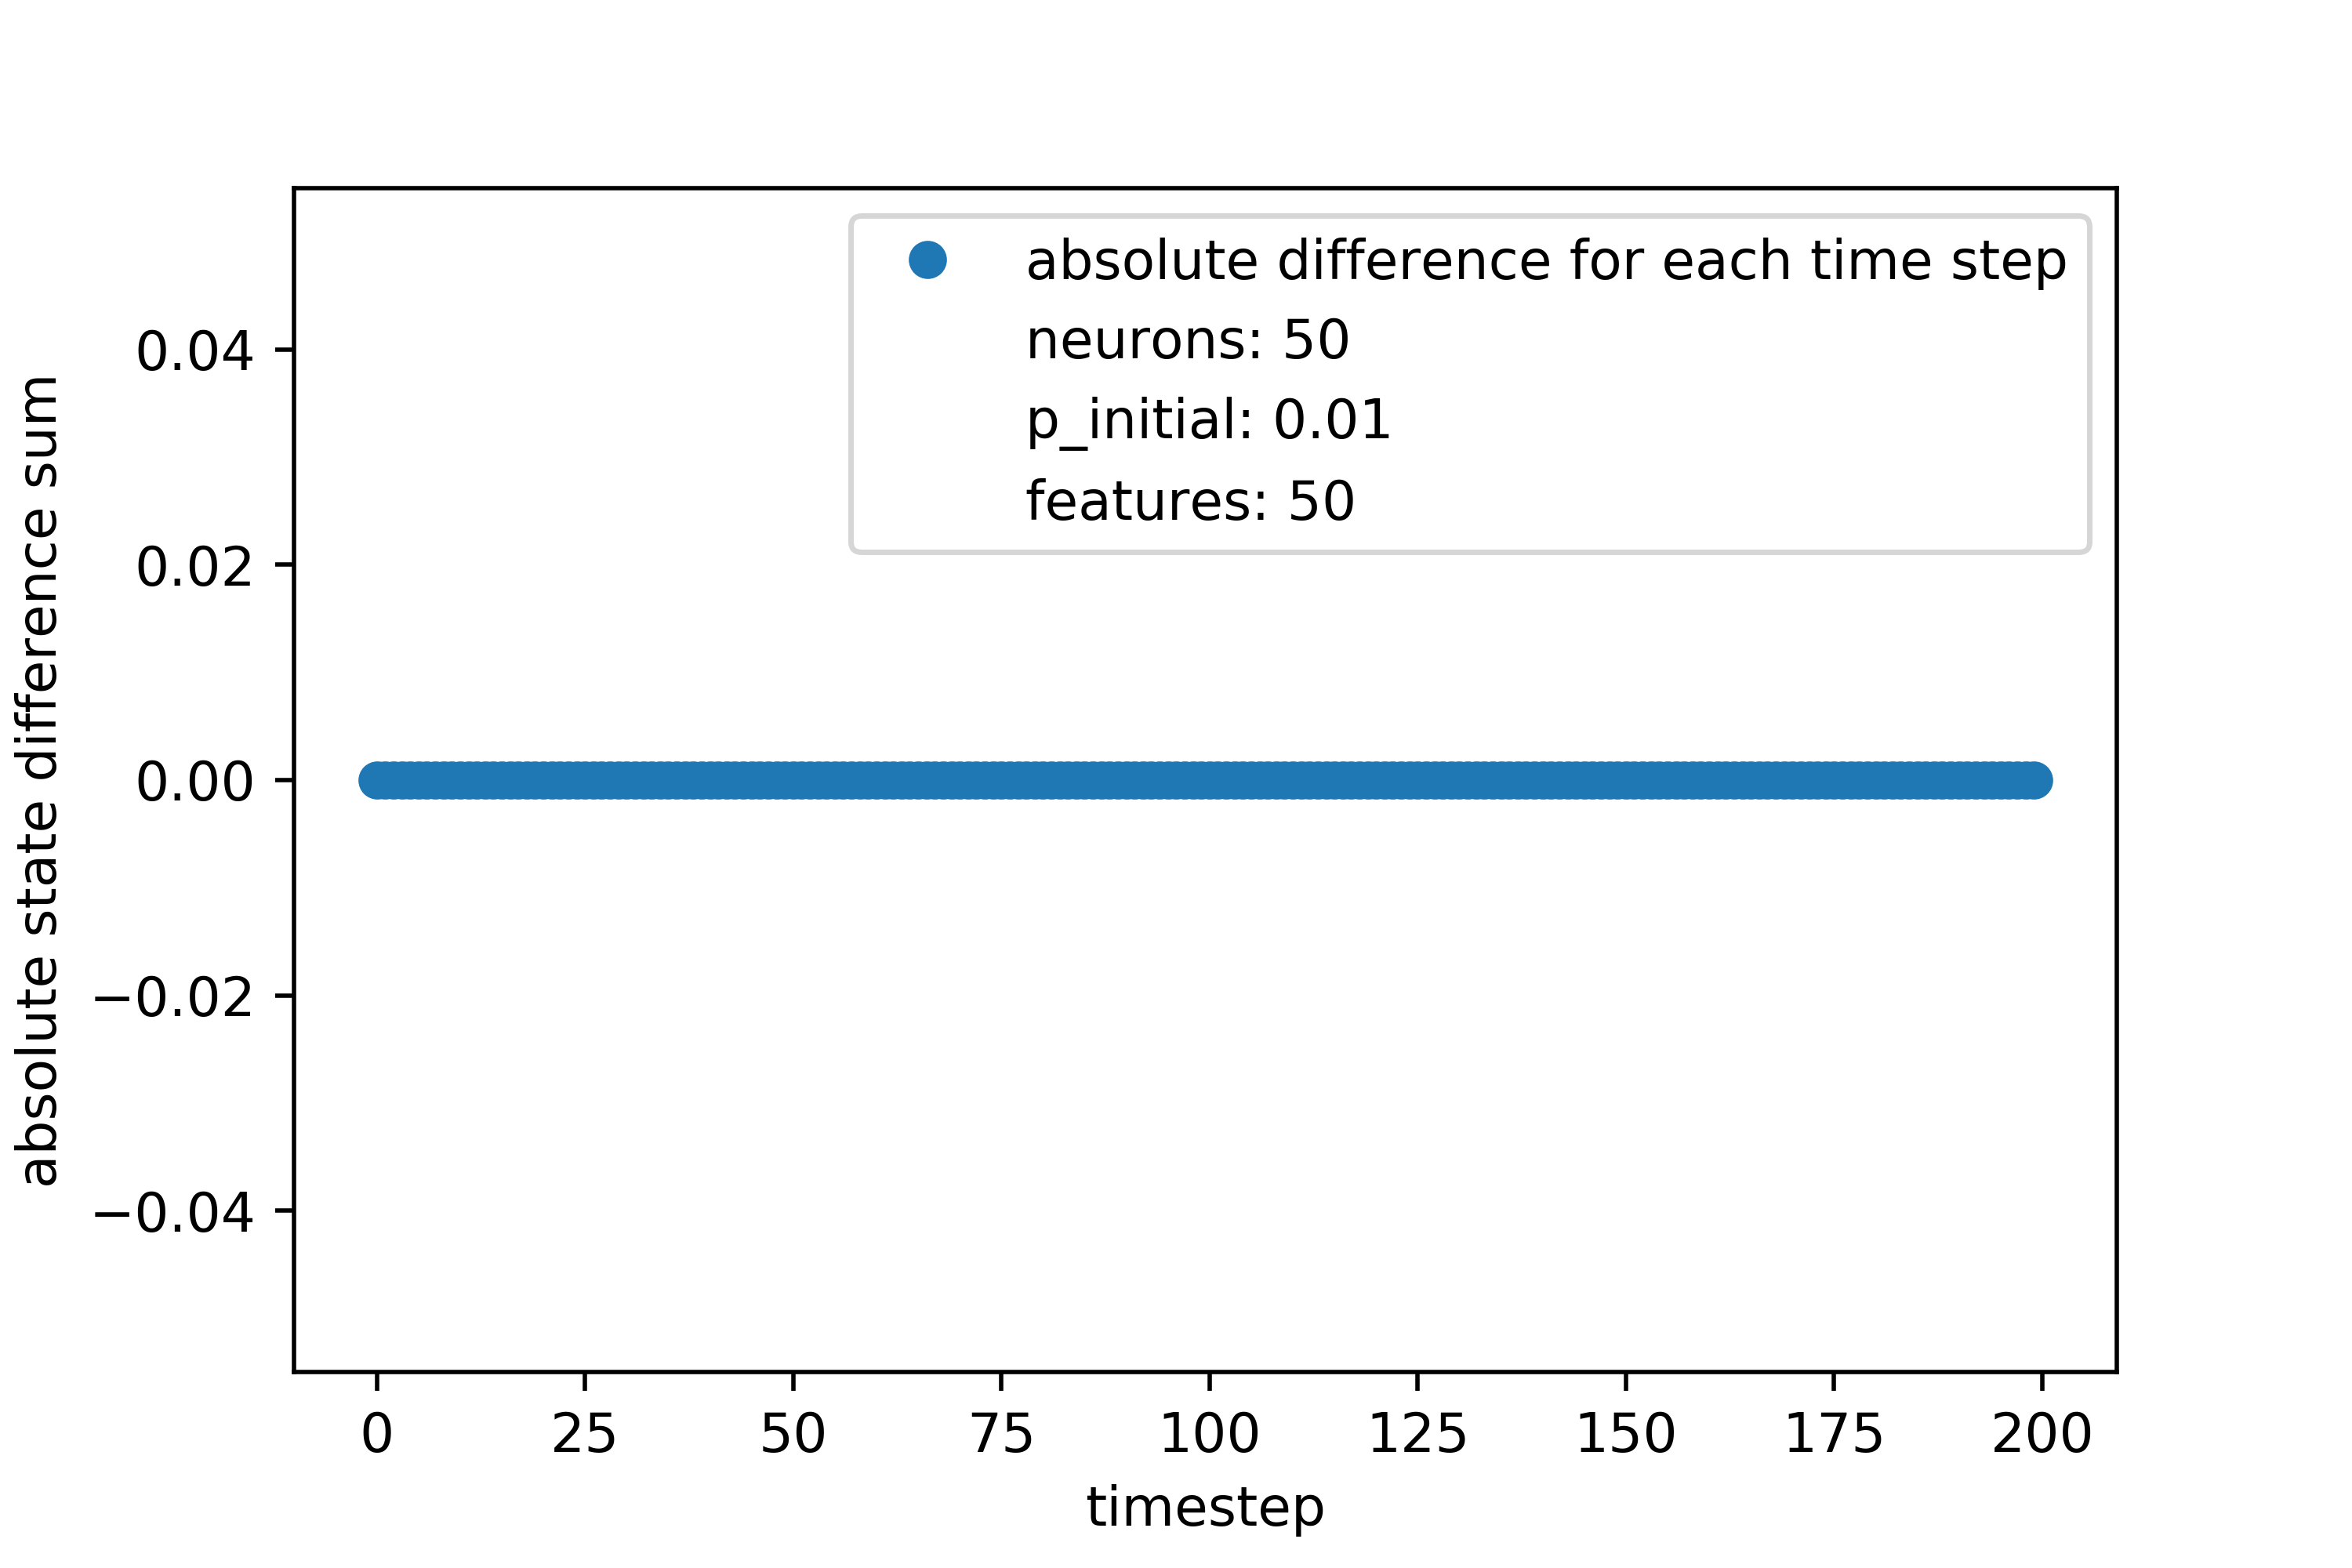 absolute difference for each time step
neurons: 50
p_initial: 0.01
features: 50
absolute state difference sum
0.04
0.02
0.00
−0.02
−0.04
0 25 50 75 100 125 150 175 200
timestep